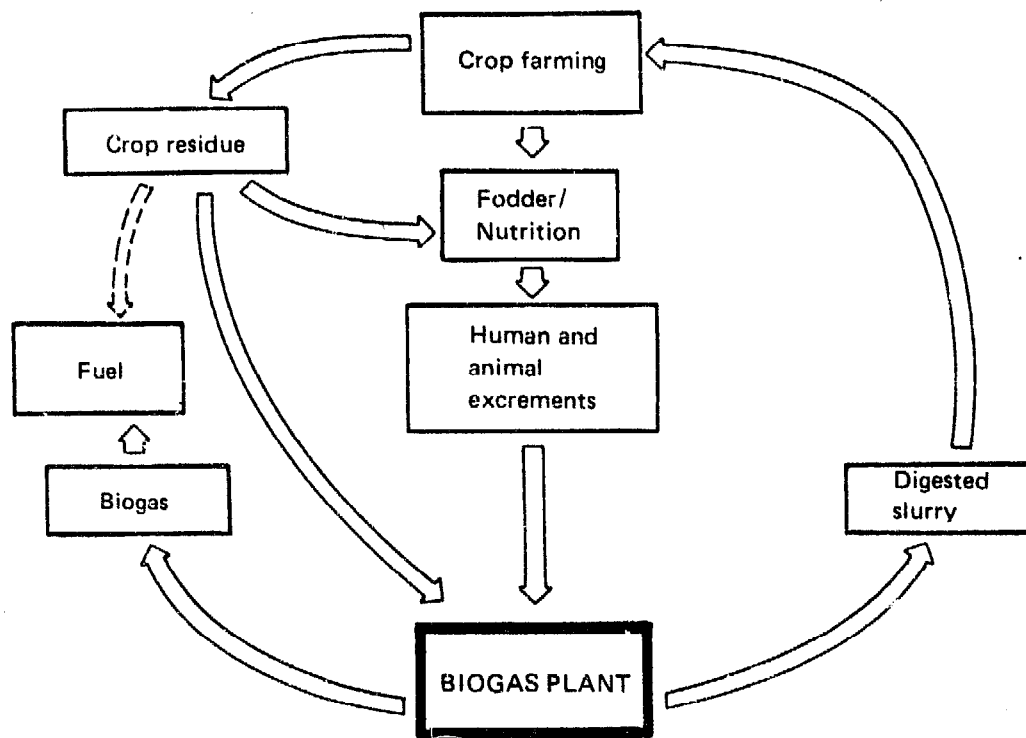 Crop farming
Crop residue
Fodder/
Nutrition
Human and
animal
excrements
Fuel
Biogas
Digested
slurry
BIOGAS PLANT